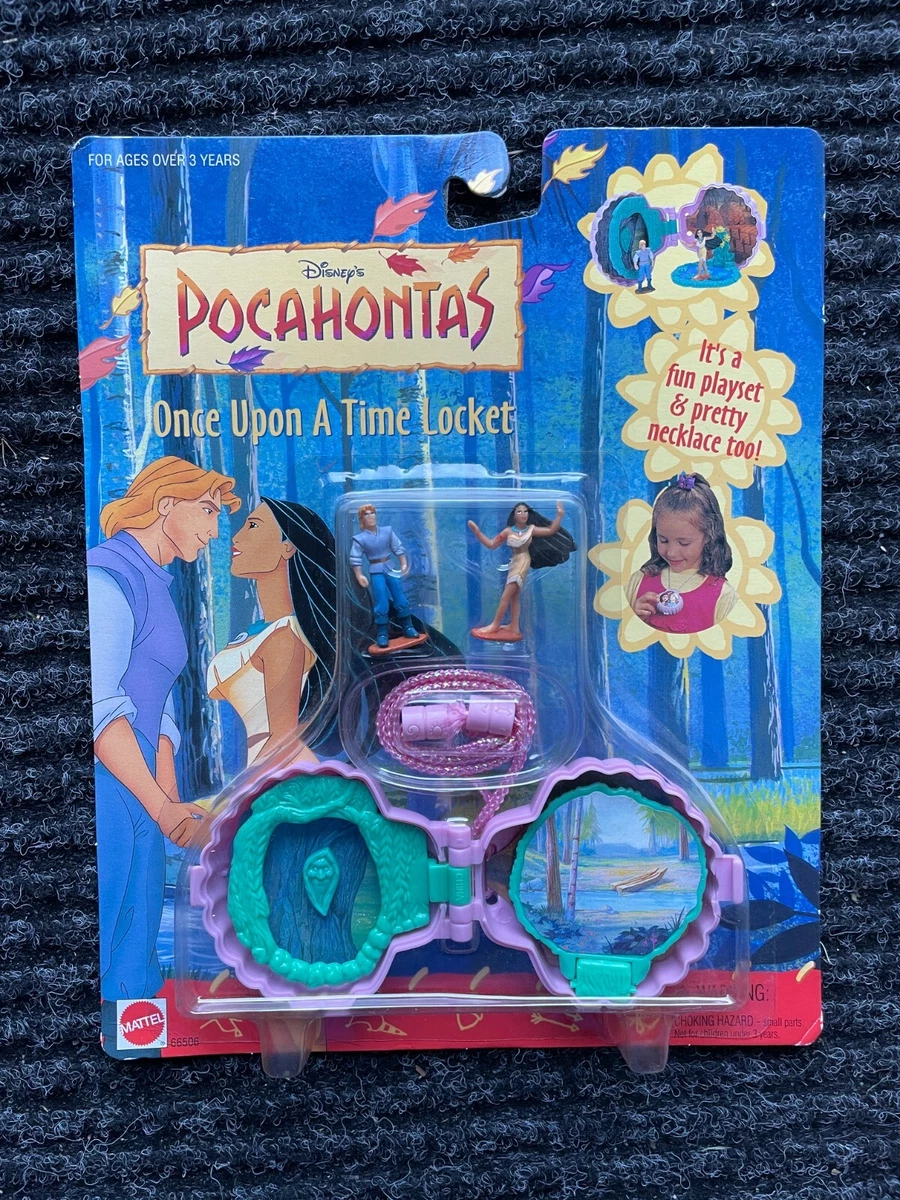 FOR AGES OVER 3 YEARS
Disney's
POCAHONTAS
Once Upon A Time Locket
It's a
fun playset
& pretty
necklace too!
MATTEL
66506
WARNING:
CHOKING HAZARD - small parts
Not for children under 3 years.